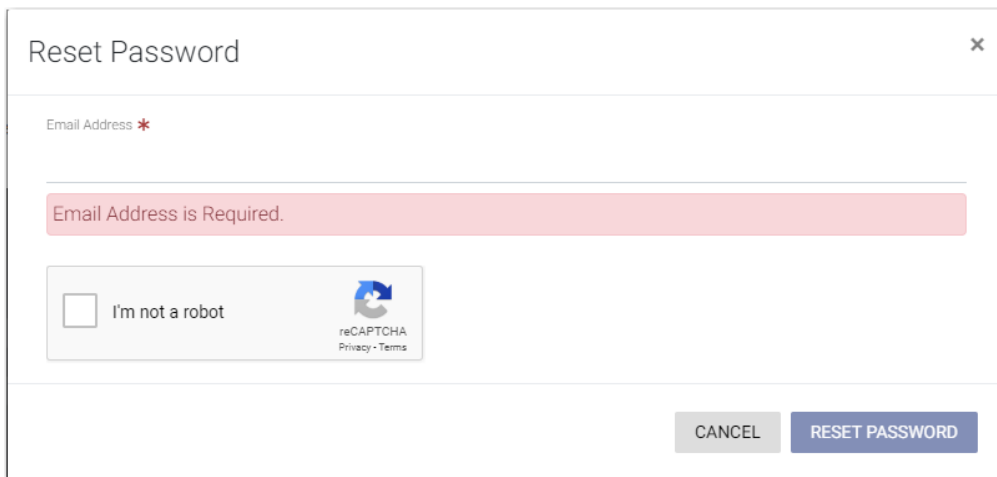 Reset Password
×
Email Address *
Email Address is Required.
I'm not a robot
reCAPTCHA
Privacy - Terms
CANCEL
RESET PASSWORD